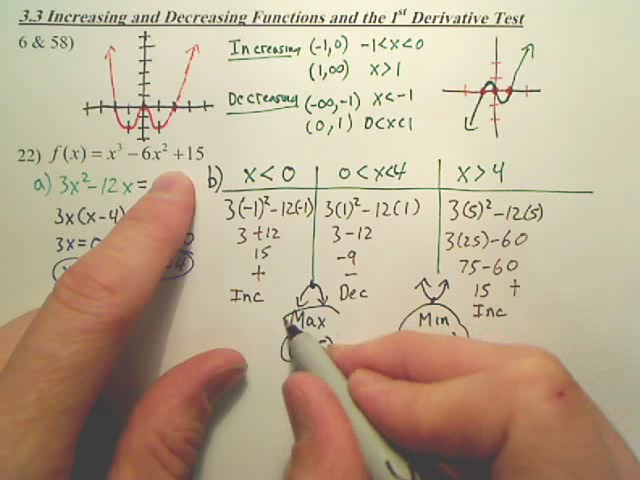 3.3 Increasing and Decreasing Functions and the 1st Derivative Test
6 & 58)
Increasing (-1,0) -1<x<0
(1,∞) x>1
Decreasing (-∞,-1) x<-1
(0,1) 0<x<1
22) f(x) = x³ − 6x² + 15
a) 3x²-12x=
3x(x-4)
3x=0
b) x<0 0<x<4 x>4
3(-1)²-12(-1) 3(1)²-12(1) 3(5)²-12(5)
3+12 3-12 3(25)-60
15 -9 75-60
+ − 15 +
Inc Dec Inc
Max Min